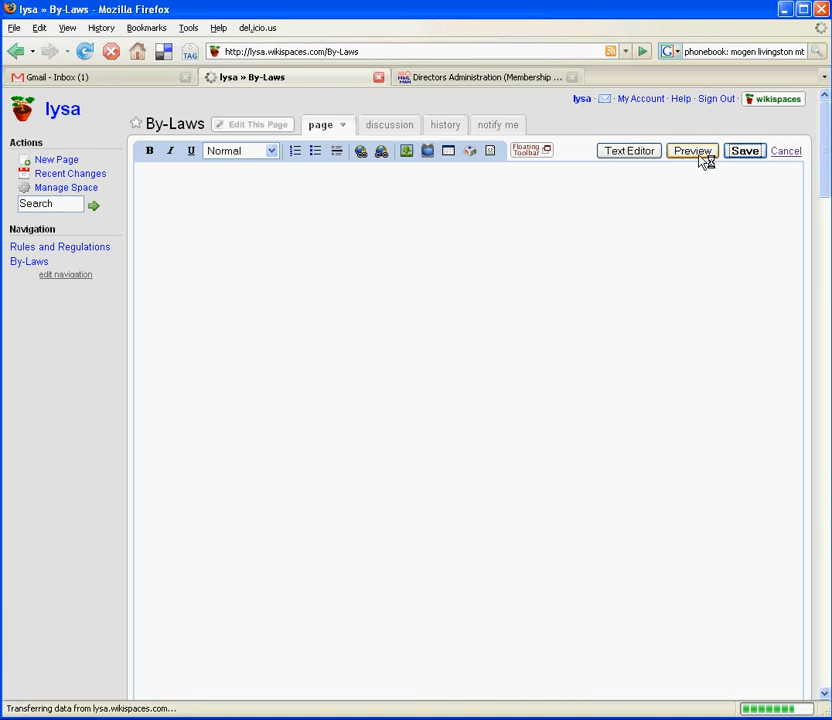 lysa » By-Laws - Mozilla Firefox
File Edit View History Bookmarks Tools Help del.icio.us
TAG http://lysa.wikispaces.com/By-Laws G phonebook: mogen livingston mt
Gmail - Inbox (1) lysa » By-Laws Directors Administration (Membership ...
lysa · My Account · Help · Sign Out · wikispaces
lysa
By-Laws Edit This Page page discussion history notify me
Actions
New Page
Recent Changes
Manage Space
Search
Navigation
Rules and Regulations
By-Laws
edit navigation
B I U Normal Floating Toolbar Text Editor Preview Save Cancel
Transferring data from lysa.wikispaces.com...